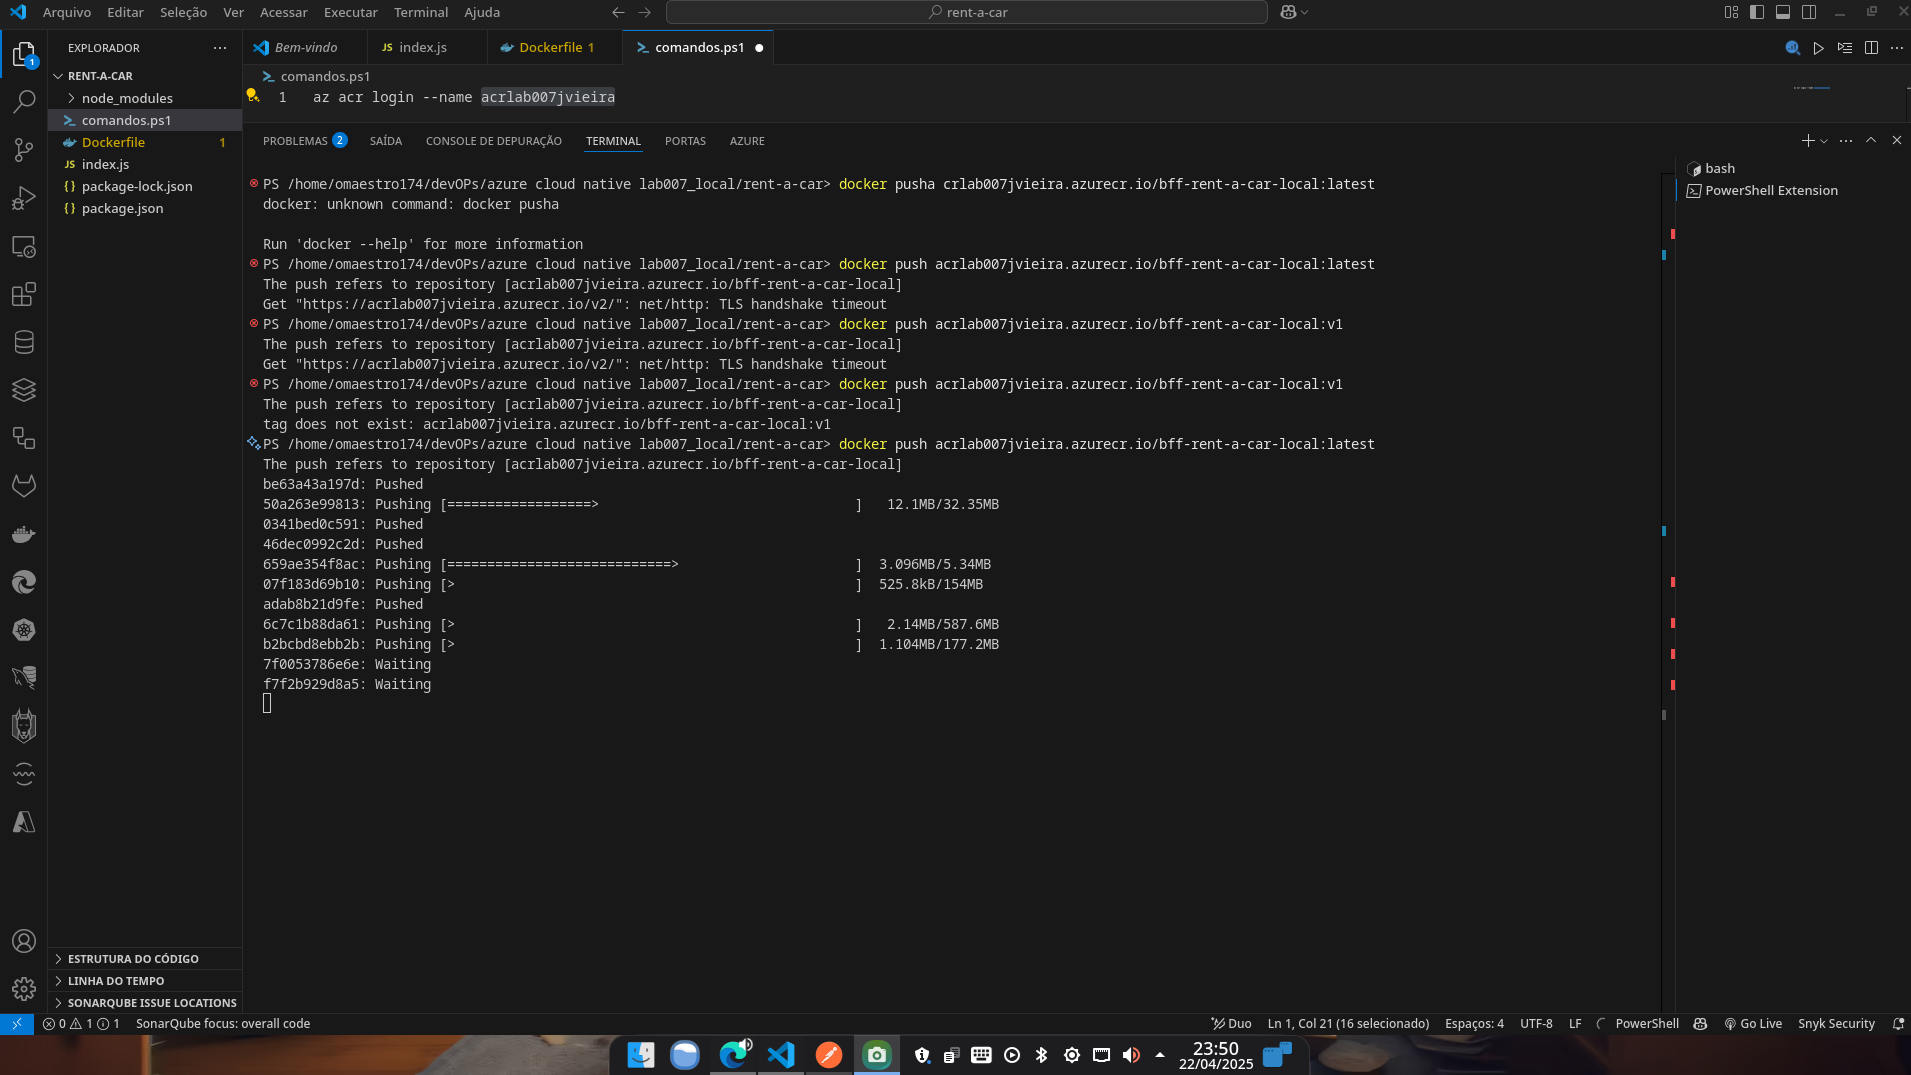 Arquivo Editar Seleção Ver Acessar Executar Terminal Ajuda
rent-a-car
EXPLORADOR
Bem-vindo
JS index.js
Dockerfile 1
comandos.ps1
1
RENT-A-CAR
node_modules
comandos.ps1
Dockerfile 1
JS index.js
{} package-lock.json
{} package.json
comandos.ps1
1 az acr login --name acrlab007jvieira
PROBLEMAS 2 SAÍDA CONSOLE DE DEPURAÇÃO TERMINAL PORTAS AZURE
bash
PowerShell Extension
PS /home/omaestro174/devOPs/azure cloud native lab007_local/rent-a-car> docker pusha crlab007jvieira.azurecr.io/bff-rent-a-car-local:latest
docker: unknown command: docker pusha
Run 'docker --help' for more information
PS /home/omaestro174/devOPs/azure cloud native lab007_local/rent-a-car> docker push acrlab007jvieira.azurecr.io/bff-rent-a-car-local:latest
The push refers to repository [acrlab007jvieira.azurecr.io/bff-rent-a-car-local]
Get "https://acrlab007jvieira.azurecr.io/v2/": net/http: TLS handshake timeout
PS /home/omaestro174/devOPs/azure cloud native lab007_local/rent-a-car> docker push acrlab007jvieira.azurecr.io/bff-rent-a-car-local:v1
The push refers to repository [acrlab007jvieira.azurecr.io/bff-rent-a-car-local]
Get "https://acrlab007jvieira.azurecr.io/v2/": net/http: TLS handshake timeout
PS /home/omaestro174/devOPs/azure cloud native lab007_local/rent-a-car> docker push acrlab007jvieira.azurecr.io/bff-rent-a-car-local:v1
The push refers to repository [acrlab007jvieira.azurecr.io/bff-rent-a-car-local]
tag does not exist: acrlab007jvieira.azurecr.io/bff-rent-a-car-local:v1
PS /home/omaestro174/devOPs/azure cloud native lab007_local/rent-a-car> docker push acrlab007jvieira.azurecr.io/bff-rent-a-car-local:latest
The push refers to repository [acrlab007jvieira.azurecr.io/bff-rent-a-car-local]
be63a43a197d: Pushed
50a263e99813: Pushing [==================> ] 12.1MB/32.35MB
0341bed0c591: Pushed
46dec0992c2d: Pushed
659ae354f8ac: Pushing [============================> ] 3.096MB/5.34MB
07f183d69b10: Pushing [> ] 525.8kB/154MB
adab8b21d9fe: Pushed
6c7c1b88da61: Pushing [> ] 2.14MB/587.6MB
b2bcbd8ebb2b: Pushing [> ] 1.104MB/177.2MB
7f0053786e6e: Waiting
f7f2b929d8a5: Waiting
ESTRUTURA DO CÓDIGO
LINHA DO TEMPO
SONARQUBE ISSUE LOCATIONS
0 1 1 SonarQube focus: overall code Duo Ln 1, Col 21 (16 selecionado) Espaços: 4 UTF-8 LF PowerShell Go Live Snyk Security
23:50
22/04/2025